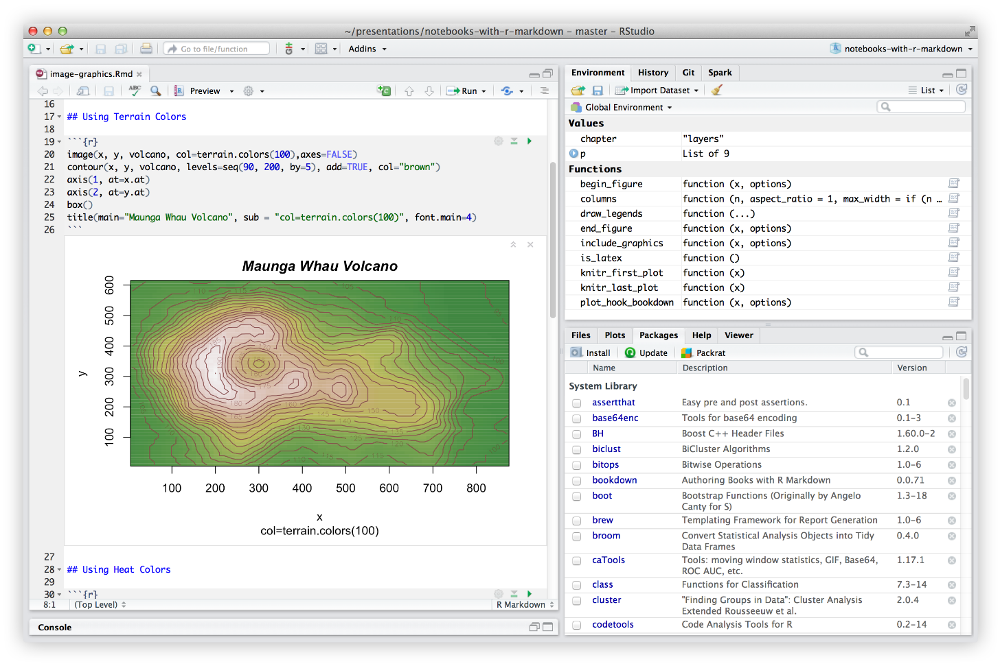 ~/presentations/notebooks-with-r-markdown - master - RStudio
Go to file/function
Addins
notebooks-with-r-markdown
image-graphics.Rmd
ABC
Preview
Run
16
17 ## Using Terrain Colors
18
19 ```{r}
20 image(x, y, volcano, col=terrain.colors(100),axes=FALSE)
21 contour(x, y, volcano, levels=seq(90, 200, by=5), add=TRUE, col="brown")
22 axis(1, at=x.at)
23 axis(2, at=y.at)
24 box()
25 title(main="Maunga Whau Volcano", sub = "col=terrain.colors(100)", font.main=4)
26 ```
Maunga Whau Volcano
600
500
400
300
200
100
y
100 200 300 400 500 600 700 800
x
col=terrain.colors(100)
27
28 ## Using Heat Colors
29
30 ```{r}
8:1 (Top Level) R Markdown
Console
Environment History Git Spark
Import Dataset List
Global Environment
Values
chapter "layers"
p List of 9
Functions
begin_figure function (x, options)
columns function (n, aspect_ratio = 1, max_width = if (n …
draw_legends function (...)
end_figure function (x, options)
include_graphics function (x, options)
is_latex function ()
knitr_first_plot function (x)
knitr_last_plot function (x)
plot_hook_bookdown function (x, options)
Files Plots Packages Help Viewer
Install Update Packrat
Name Description Version
System Library
assertthat Easy pre and post assertions. 0.1
base64enc Tools for base64 encoding 0.1-3
BH Boost C++ Header Files 1.60.0-2
biclust BiCluster Algorithms 1.2.0
bitops Bitwise Operations 1.0-6
bookdown Authoring Books with R Markdown 0.0.71
boot Bootstrap Functions (Originally by Angelo 1.3-18
Canty for S)
brew Templating Framework for Report Generation 1.0-6
broom Convert Statistical Analysis Objects into Tidy 0.4.0
Data Frames
caTools Tools: moving window statistics, GIF, Base64, 1.17.1
ROC AUC, etc.
class Functions for Classification 7.3-14
cluster "Finding Groups in Data": Cluster Analysis 2.0.4
Extended Rousseeuw et al.
codetools Code Analysis Tools for R 0.2-14